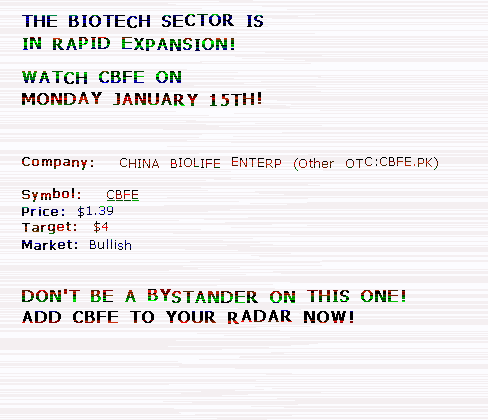 THE BIOTECH SECTOR IS
IN RAPID EXPANSION!
WATCH CBFE ON
MONDAY JANUARY 15TH!
Company: CHINA BIOLIFE ENTERP (Other OTC:CBFE.PK)
Symbol: CBFE
Price: $1.39
Target: $4
Market: Bullish
DON'T BE A BYSTANDER ON THIS ONE!
ADD CBFE TO YOUR RADAR NOW!